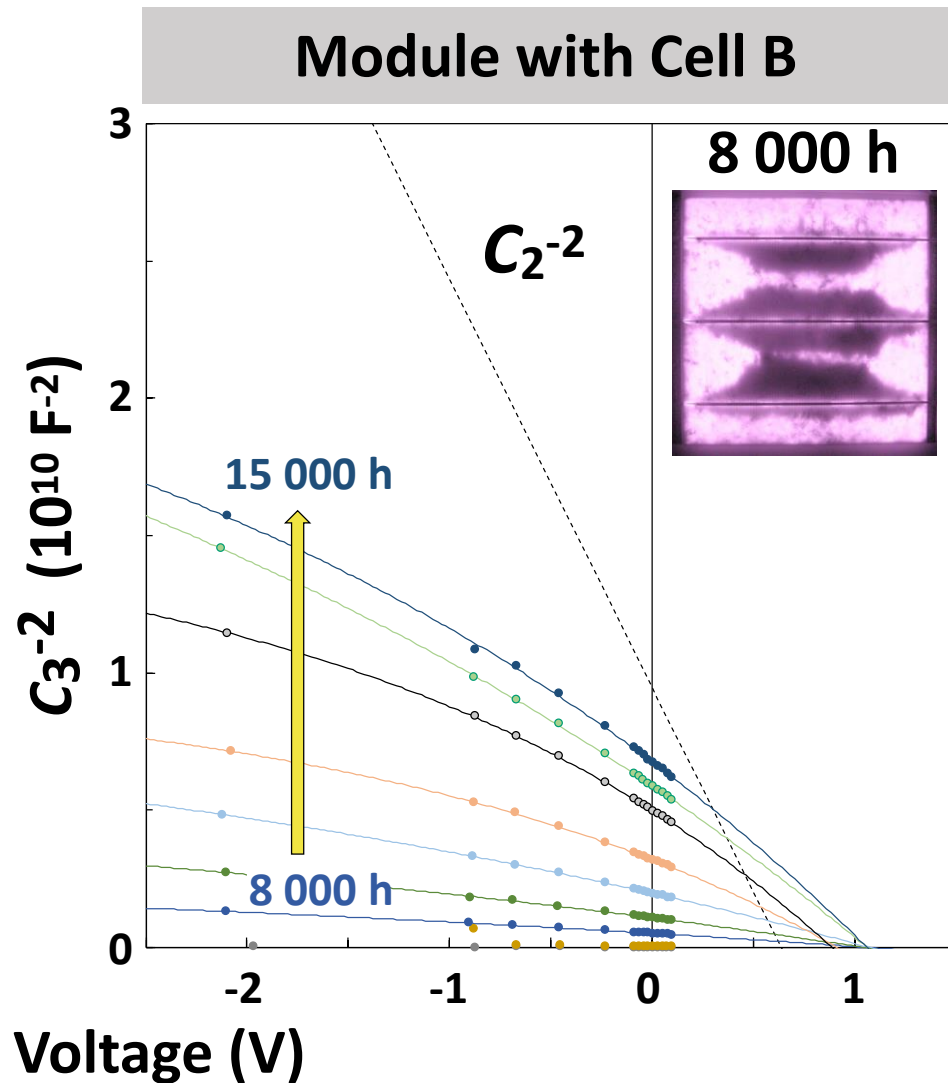 Module with Cell B
3
8 000 h
C₂⁻²
2
C₃⁻² (10¹⁰ F⁻²)
15 000 h
1
8 000 h
0
-2
-1
0
1
Voltage (V)